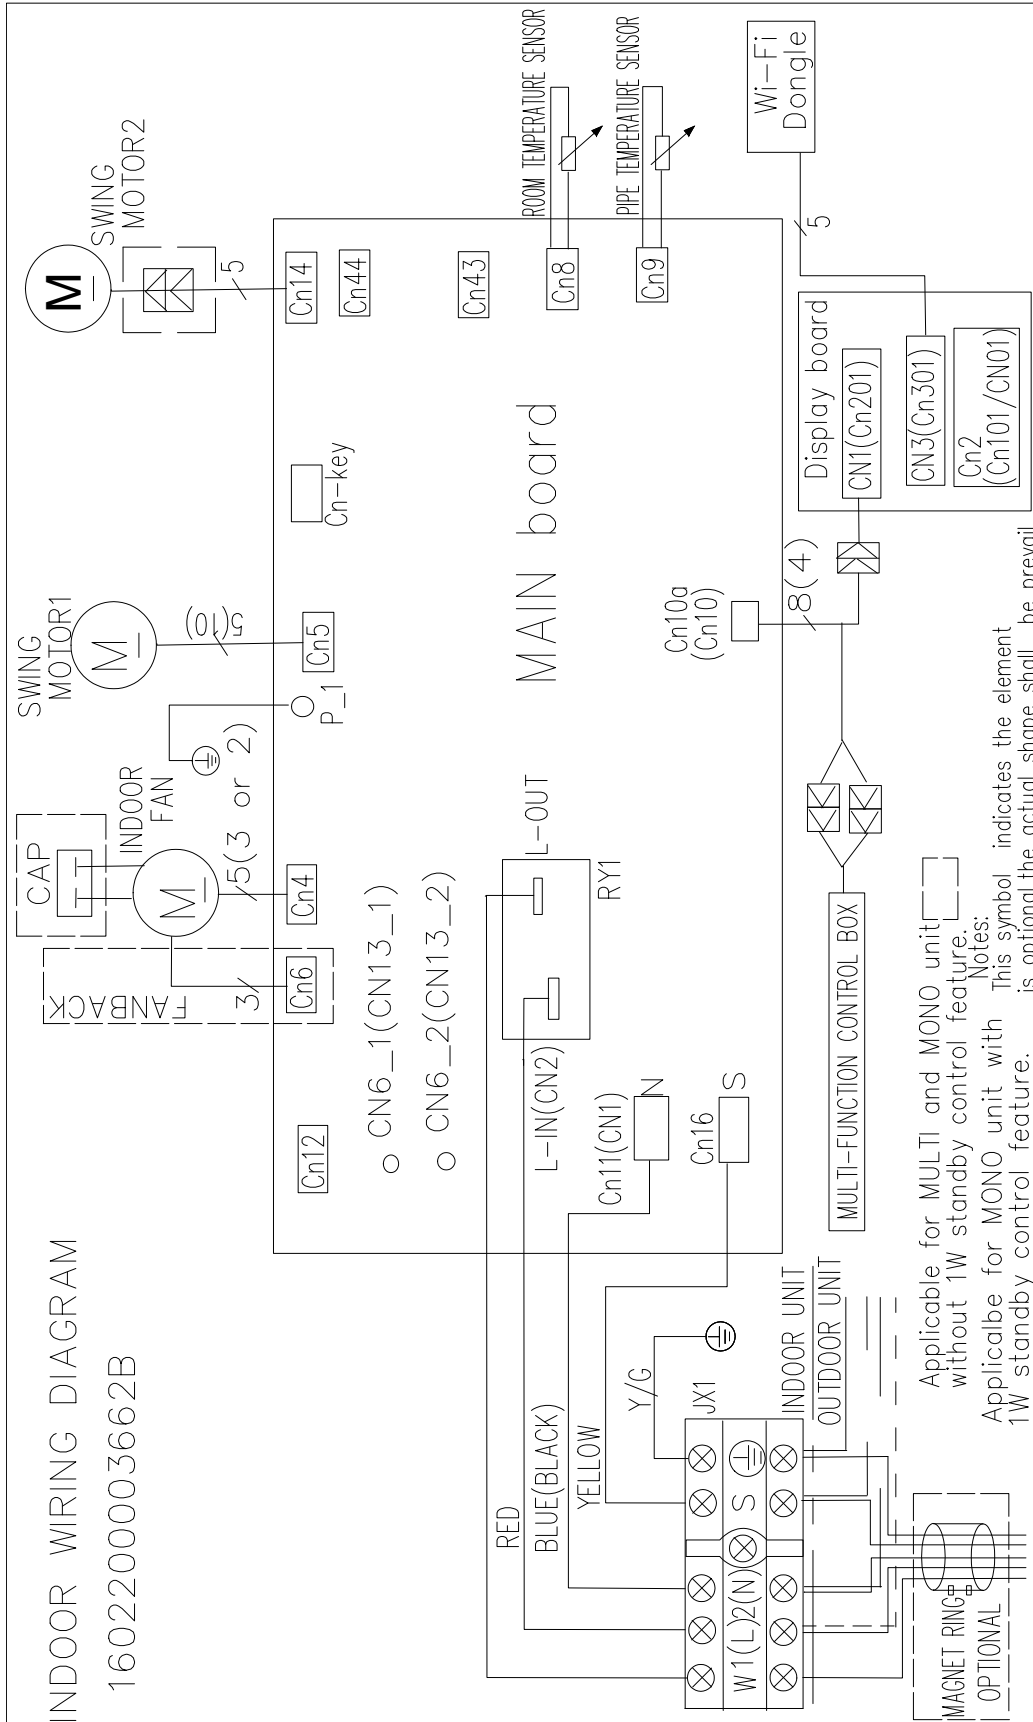 INDOOR WIRING DIAGRAM
16022000036662B
CAP
FANBACK
INDOOR
FAN
M
3
5(3 or 2)
Cn6
Cn4
SWING
MOTOR1
M
5(10)
Cn5
P_1
SWING
MOTOR2
M
5
Cn14
Cn44
Cn43
Cn-key
Cn12
CN6_1(CN13_1)
CN6_2(CN13_2)
L-OUT
RY1
L-IN(CN2)
Cn11(CN1)
N
Cn16
S
MAIN board
Cn8
Cn9
ROOM TEMPERATURE SENSOR
PIPE TEMPERATURE SENSOR
Wi-Fi
Dongle
5
Cn10a
(Cn10)
8(4)
Display board
CN1(Cn201)
CN3(Cn301)
Cn2
(Cn101/CN01)
MULTI-FUNCTION CONTROL BOX
RED
BLUE(BLACK)
YELLOW
Y/G
JX1
W1(L)2(N)
S
INDOOR UNIT
OUTDOOR UNIT
MAGNET RING
OPTIONAL
Applicable for MULTI and MONO unit
without 1W standby control feature.
Applicalbe for MONO unit with
1W standby control feature.
Notes:
This symbol indicates the element
is optional,the actual shape shall be prevail